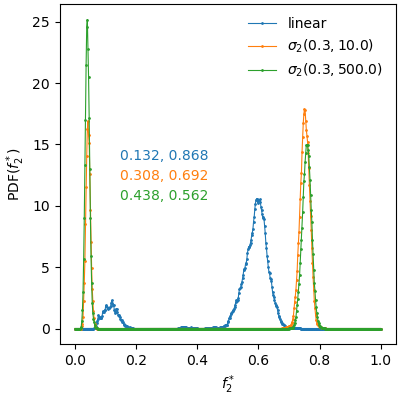 25
20
15
10
5
0
PDF(f₂*)
linear
σ₂(0.3, 10.0)
σ₂(0.3, 500.0)
0.132, 0.868
0.308, 0.692
0.438, 0.562
0.0 0.2 0.4 0.6 0.8 1.0
f₂*